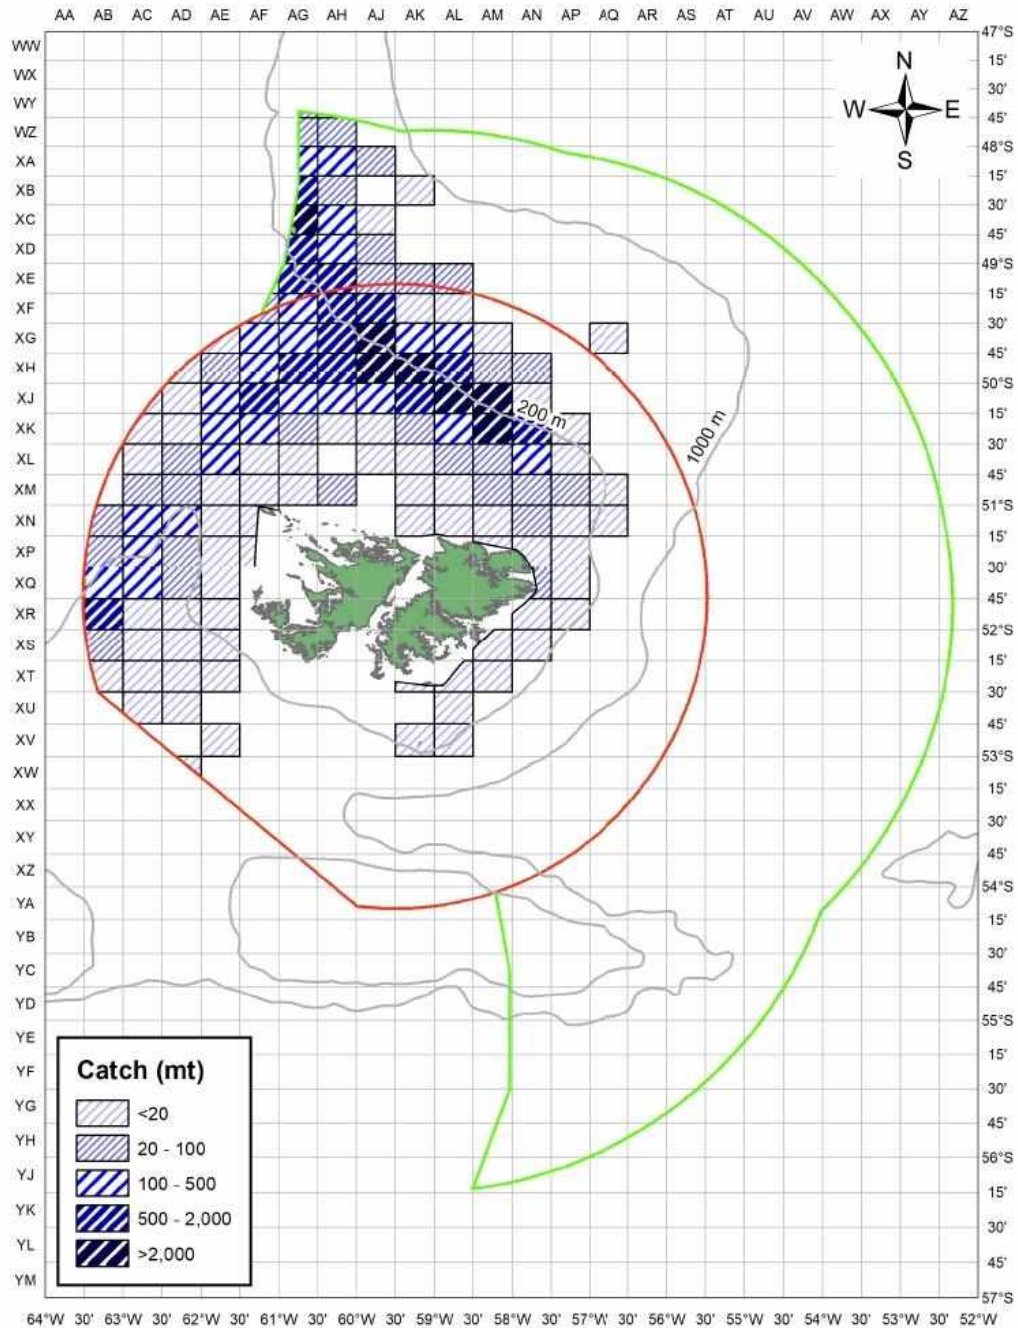 AA AB AC AD AE AF AG AH AJ AK AL AM AN AP AQ AR AS AT AU AV AW AX AY AZ
47°S
WW
15'
WX
30'
WY
45'
WZ
48°S
XA
15'
XB
30'
XC
45'
XD
49°S
XE
15'
XF
30'
XG
45'
XH
50°S
XJ
15'
XK
30'
XL
45'
XM
51°S
XN
15'
XP
30'
XQ
45'
XR
52°S
XS
15'
XT
30'
XU
45'
XV
53°S
XW
15'
XX
30'
XY
45'
XZ
54°S
YA
15'
YB
30'
YC
45'
YD
55°S
YE
15'
YF
30'
YG
45'
YH
56°S
YJ
15'
YK
30'
YL
45'
YM
57°S
N
W E
S
200 m
1000 m
Catch (mt)
<20
20 - 100
100 - 500
500 - 2,000
>2,000
64°W 30' 63°W 30' 62°W 30' 61°W 30' 60°W 30' 59°W 30' 58°W 30' 57°W 30' 56°W 30' 55°W 30' 54°W 30' 53°W 30' 52°W